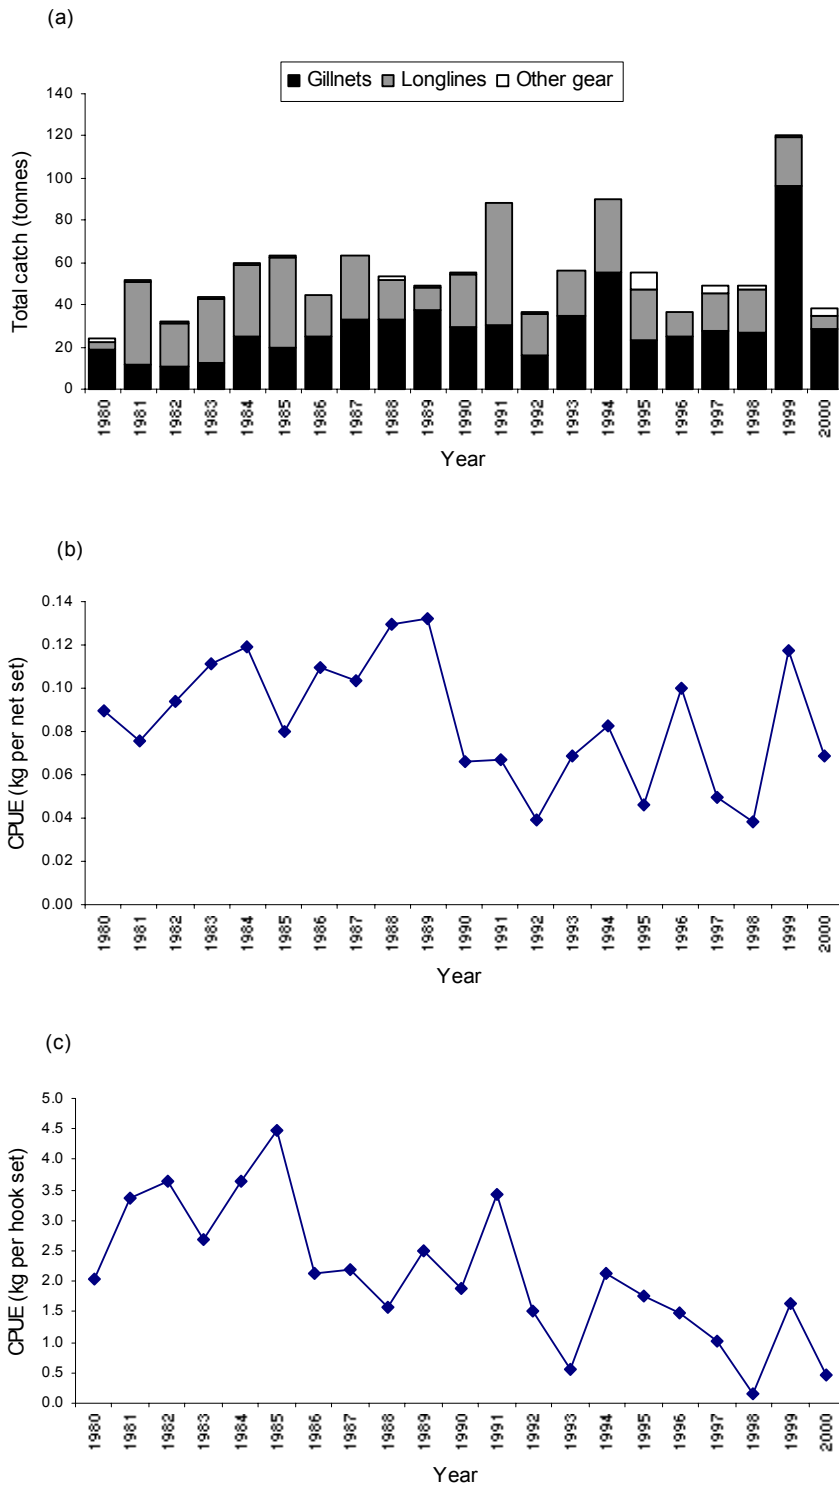 (a)
Gillnets Longlines Other gear
Total catch (tonnes)
140
120
100
80
60
40
20
0
1980 1981 1982 1983 1984 1985 1986 1987 1988 1989 1990 1991 1992 1993 1994 1995 1996 1997 1998 1999 2000
Year
(b)
CPUE (kg per net set)
0.14
0.12
0.10
0.08
0.06
0.04
0.02
0.00
1980 1981 1982 1983 1984 1985 1986 1987 1988 1989 1990 1991 1992 1993 1994 1995 1996 1997 1998 1999 2000
Year
(c)
CPUE (kg per hook set)
5.0
4.5
4.0
3.5
3.0
2.5
2.0
1.5
1.0
0.5
0.0
1980 1981 1982 1983 1984 1985 1986 1987 1988 1989 1990 1991 1992 1993 1994 1995 1996 1997 1998 1999 2000
Year